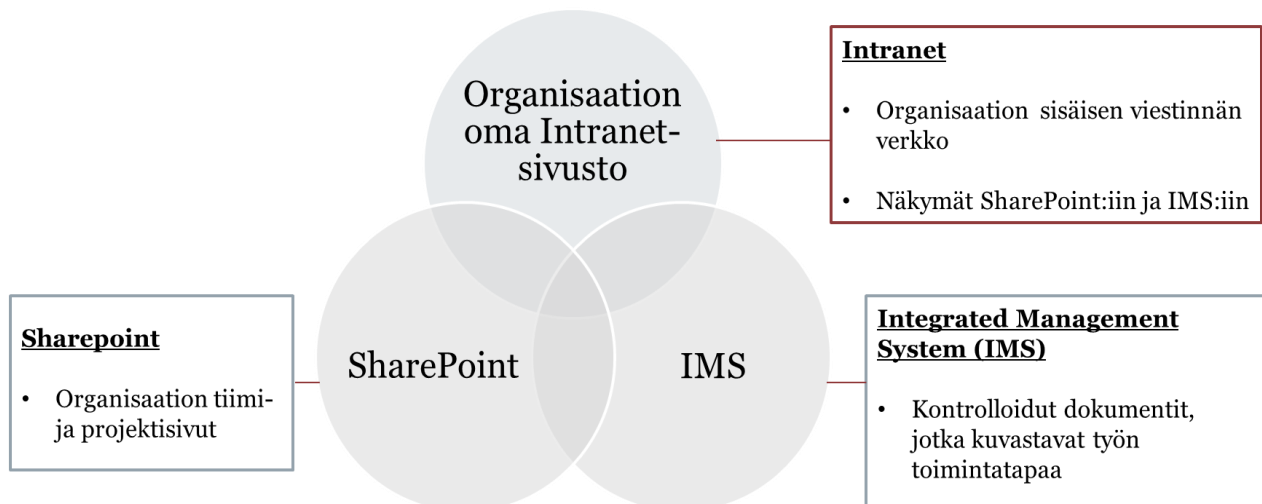 Organisaation
oma Intranet-
sivusto
Intranet
• Organisaation sisäisen viestinnän
verkko
• Näkymät SharePoint:iin ja IMS:iin
Sharepoint
• Organisaation tiimi-
ja projektisivut
SharePoint
IMS
Integrated Management
System (IMS)
• Kontrolloidut dokumentit,
jotka kuvastavat työn
toimintatapaa